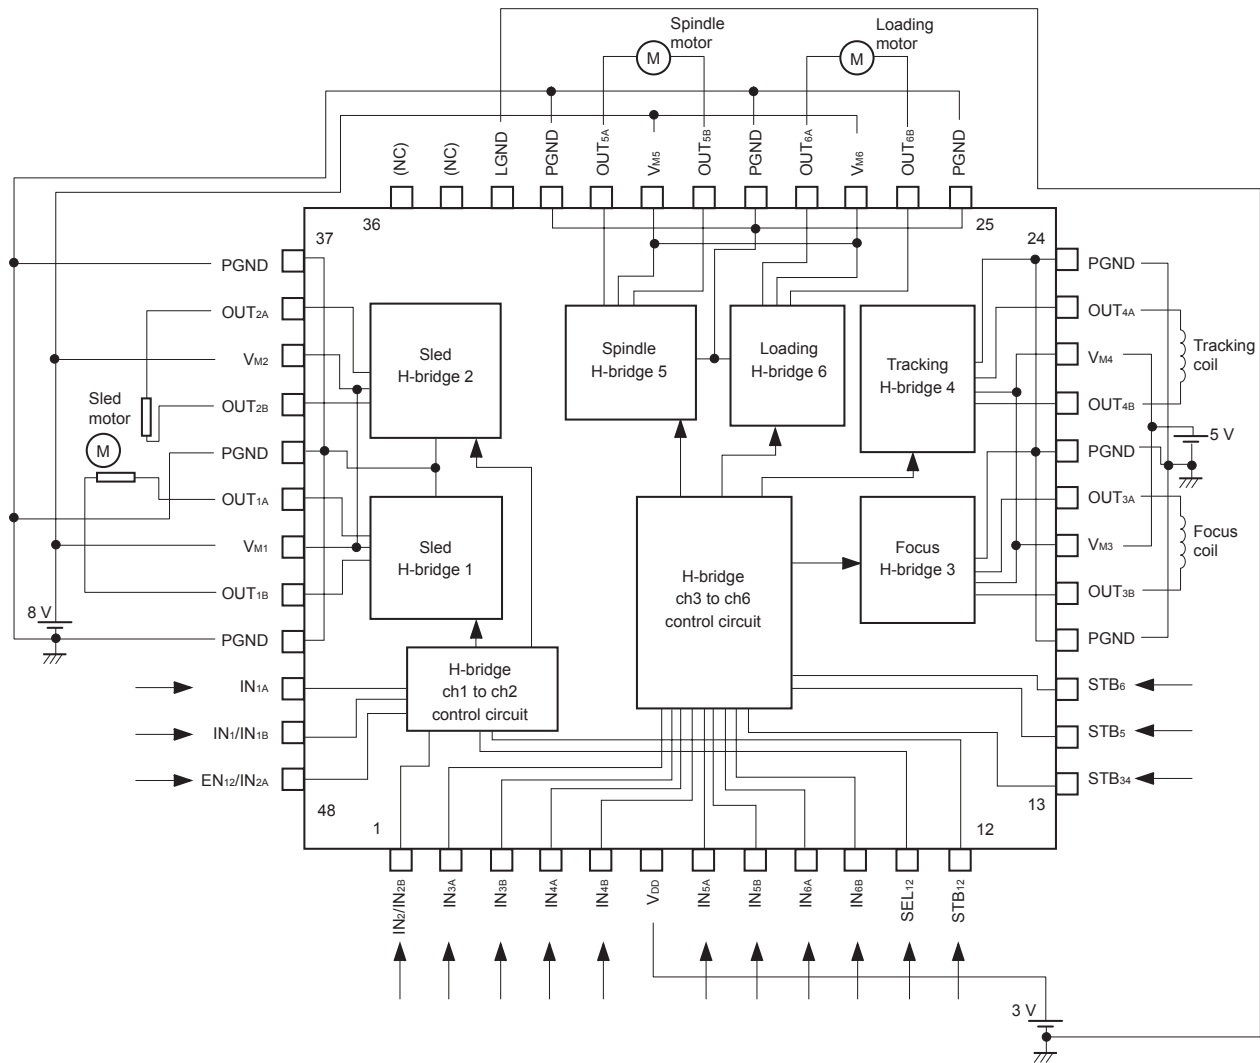 Spindle
motor
Loading
motor
M
M
(NC)
(NC)
LGND
PGND
OUT5A
VM5
OUT5B
PGND
OUT6A
VM6
OUT6B
PGND
36
25
37
24
PGND
OUT2A
VM2
OUT2B
Sled
motor
M
PGND
OUT1A
VM1
OUT1B
8 V
PGND
IN1A
IN1/IN1B
EN12/IN2A
Sled
H-bridge 2
Spindle
H-bridge 5
Loading
H-bridge 6
Tracking
H-bridge 4
Sled
H-bridge 1
H-bridge
ch3 to ch6
control circuit
Focus
H-bridge 3
H-bridge
ch1 to ch2
control circuit
PGND
OUT4A
VM4
OUT4B
Tracking
coil
5 V
PGND
OUT3A
VM3
OUT3B
Focus
coil
PGND
STB6
STB5
STB34
48
1
12
13
IN2/IN2B
IN3A
IN3B
IN4A
IN4B
VDD
IN5A
IN5B
IN6A
IN6B
SEL12
STB12
3 V